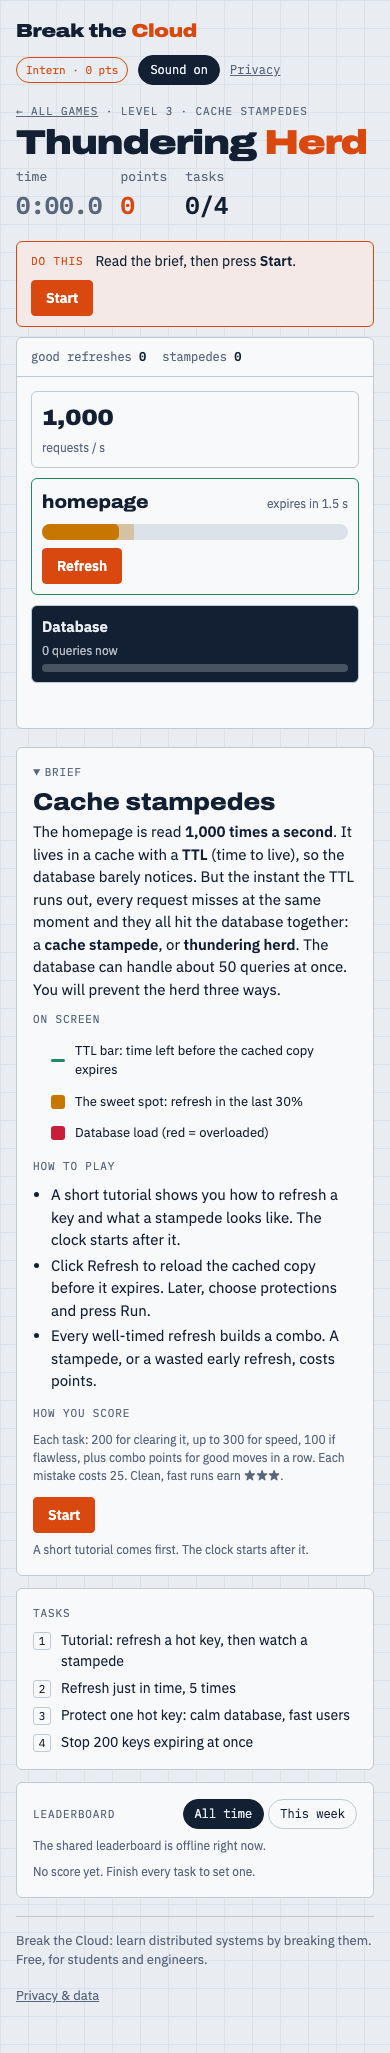 Break the Cloud
Intern · 0 pts
Sound on
Privacy
← ALL GAMES · LEVEL 3 · CACHE STAMPEDES
Thundering Herd
time points tasks
0:00.0 0 0/4
DO THIS Read the brief, then press Start.
Start
good refreshes 0 stampedes 0
1,000
requests / s
homepage expires in 1.5 s
Refresh
Database
0 queries now
▼ BRIEF
Cache stampedes
The homepage is read 1,000 times a second. It
lives in a cache with a TTL (time to live), so the
database barely notices. But the instant the TTL
runs out, every request misses at the same
moment and they all hit the database together:
a cache stampede, or thundering herd. The
database can handle about 50 queries at once.
You will prevent the herd three ways.
ON SCREEN
TTL bar: time left before the cached copy
expires
The sweet spot: refresh in the last 30%
Database load (red = overloaded)
HOW TO PLAY
• A short tutorial shows you how to refresh a
key and what a stampede looks like. The
clock starts after it.
• Click Refresh to reload the cached copy
before it expires. Later, choose protections
and press Run.
• Every well-timed refresh builds a combo. A
stampede, or a wasted early refresh, costs
points.
HOW YOU SCORE
Each task: 200 for clearing it, up to 300 for speed, 100 if
flawless, plus combo points for good moves in a row. Each
mistake costs 25. Clean, fast runs earn ★★★.
Start
A short tutorial comes first. The clock starts after it.
TASKS
1 Tutorial: refresh a hot key, then watch a
stampede
2 Refresh just in time, 5 times
3 Protect one hot key: calm database, fast users
4 Stop 200 keys expiring at once
LEADERBOARD All time This week
The shared leaderboard is offline right now.
No score yet. Finish every task to set one.
Break the Cloud: learn distributed systems by breaking them.
Free, for students and engineers.
Privacy & data